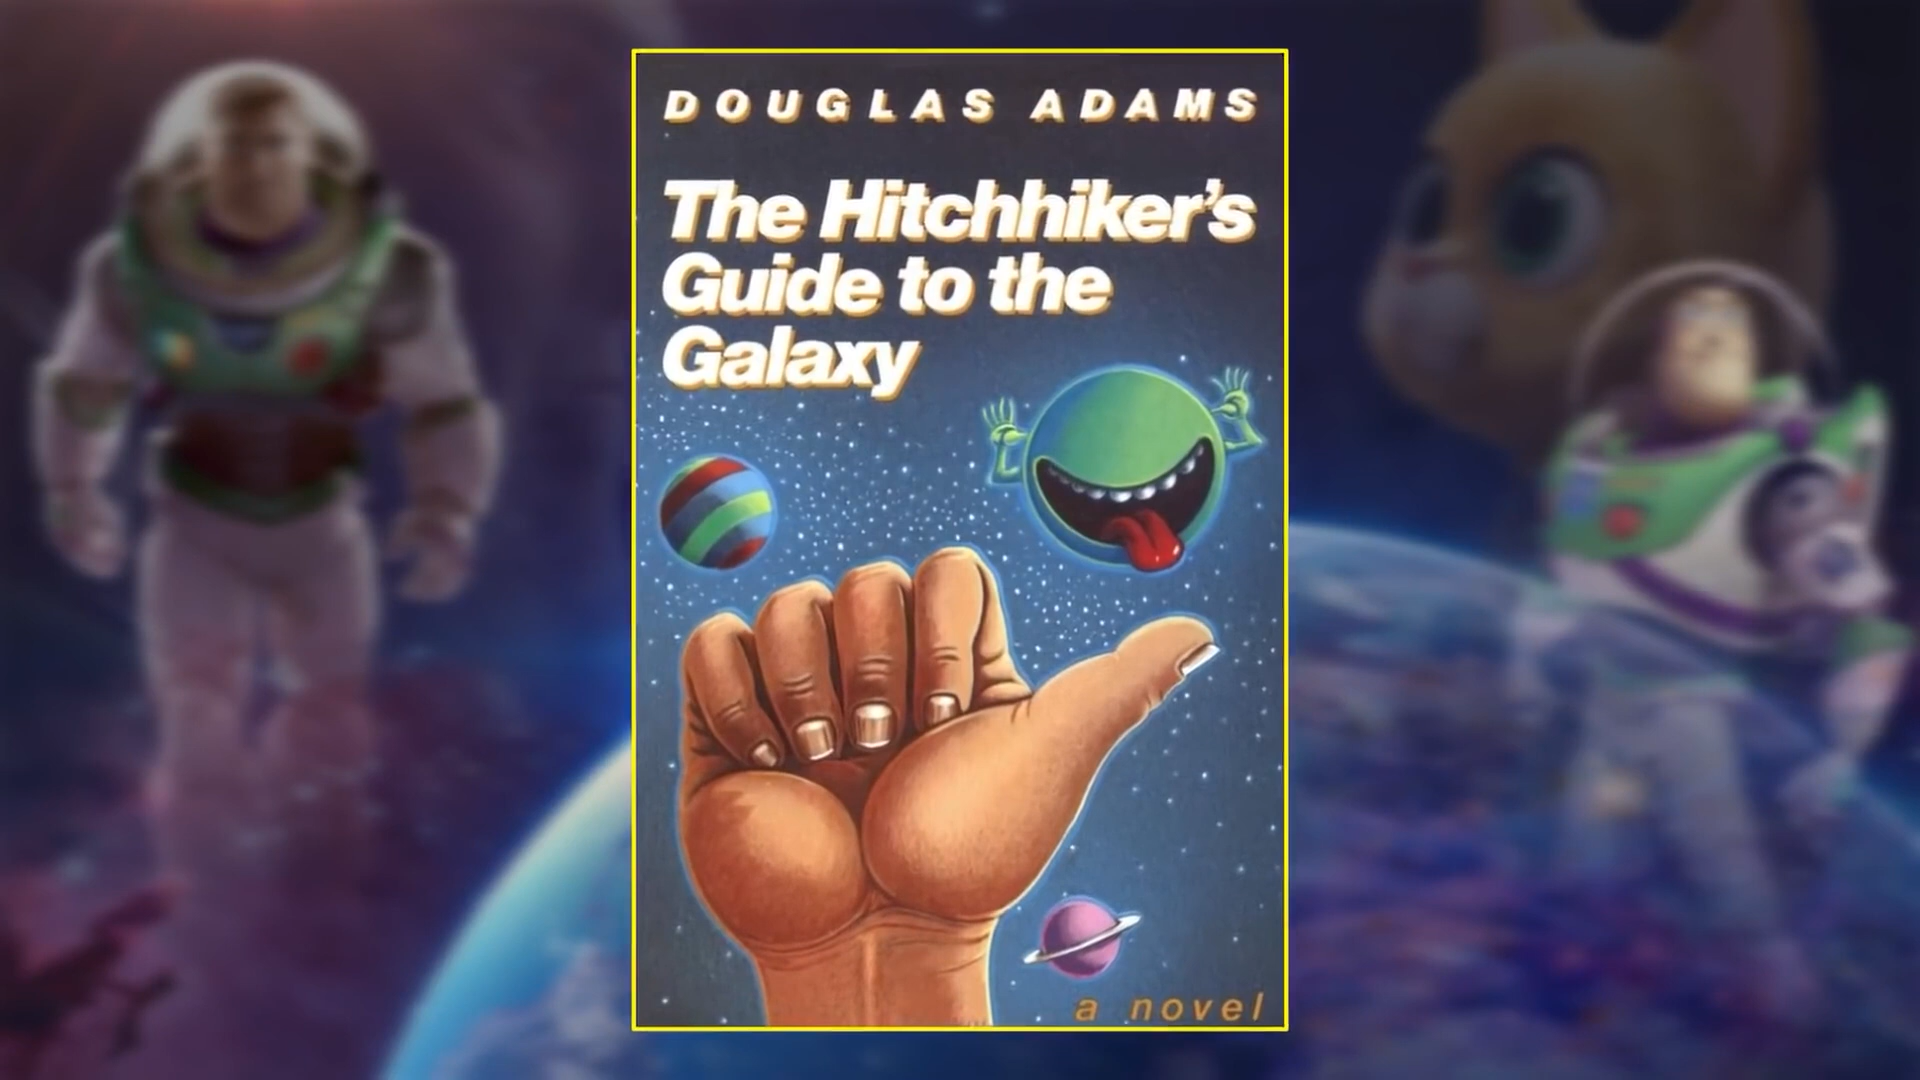 DOUGLAS ADAMS
The Hitchhiker's
Guide to the
Galaxy
a novel